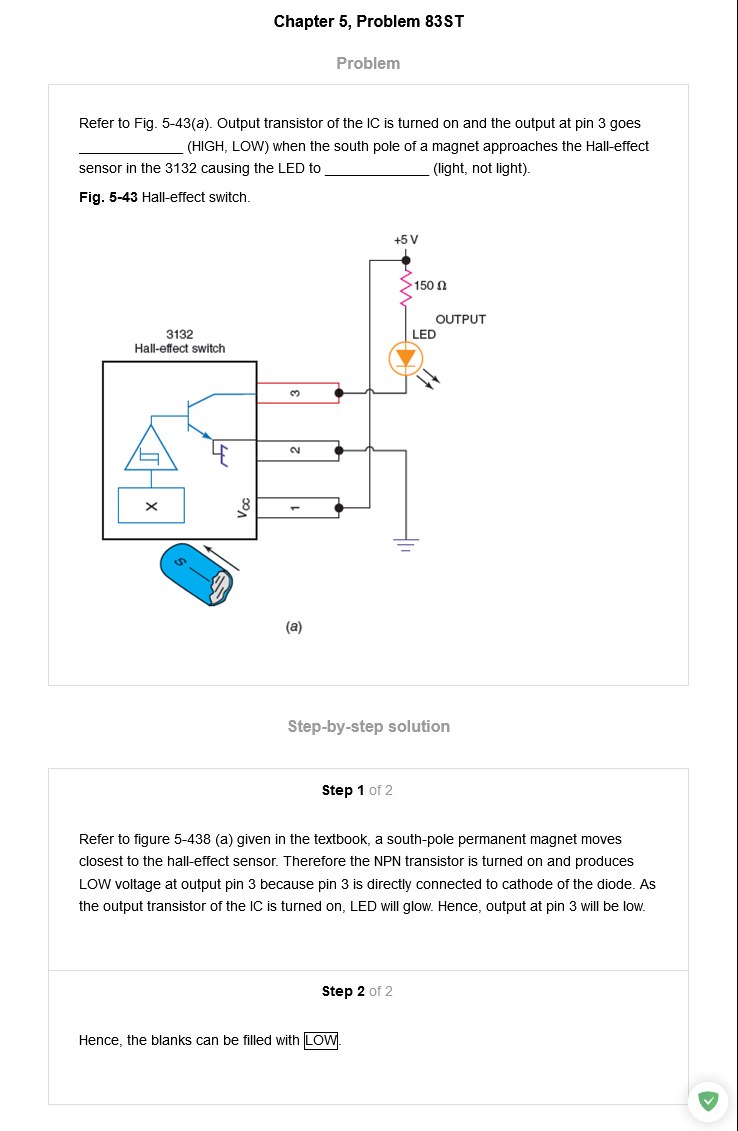 Chapter 5, Problem 83ST
Problem
Refer to Fig. 5-43(a). Output transistor of the IC is turned on and the output at pin 3 goes
______________ (HIGH, LOW) when the south pole of a magnet approaches the Hall-effect
sensor in the 3132 causing the LED to ______________ (light, not light).
Fig. 5-43 Hall-effect switch.
+5 V
150 Ω
OUTPUT
LED
3132
Hall-effect switch
3
2
VCC
1
X
S
(a)
Step-by-step solution
Step 1 of 2
Refer to figure 5-438 (a) given in the textbook, a south-pole permanent magnet moves
closest to the hall-effect sensor. Therefore the NPN transistor is turned on and produces
LOW voltage at output pin 3 because pin 3 is directly connected to cathode of the diode. As
the output transistor of the IC is turned on, LED will glow. Hence, output at pin 3 will be low.
Step 2 of 2
Hence, the blanks can be filled with LOW.